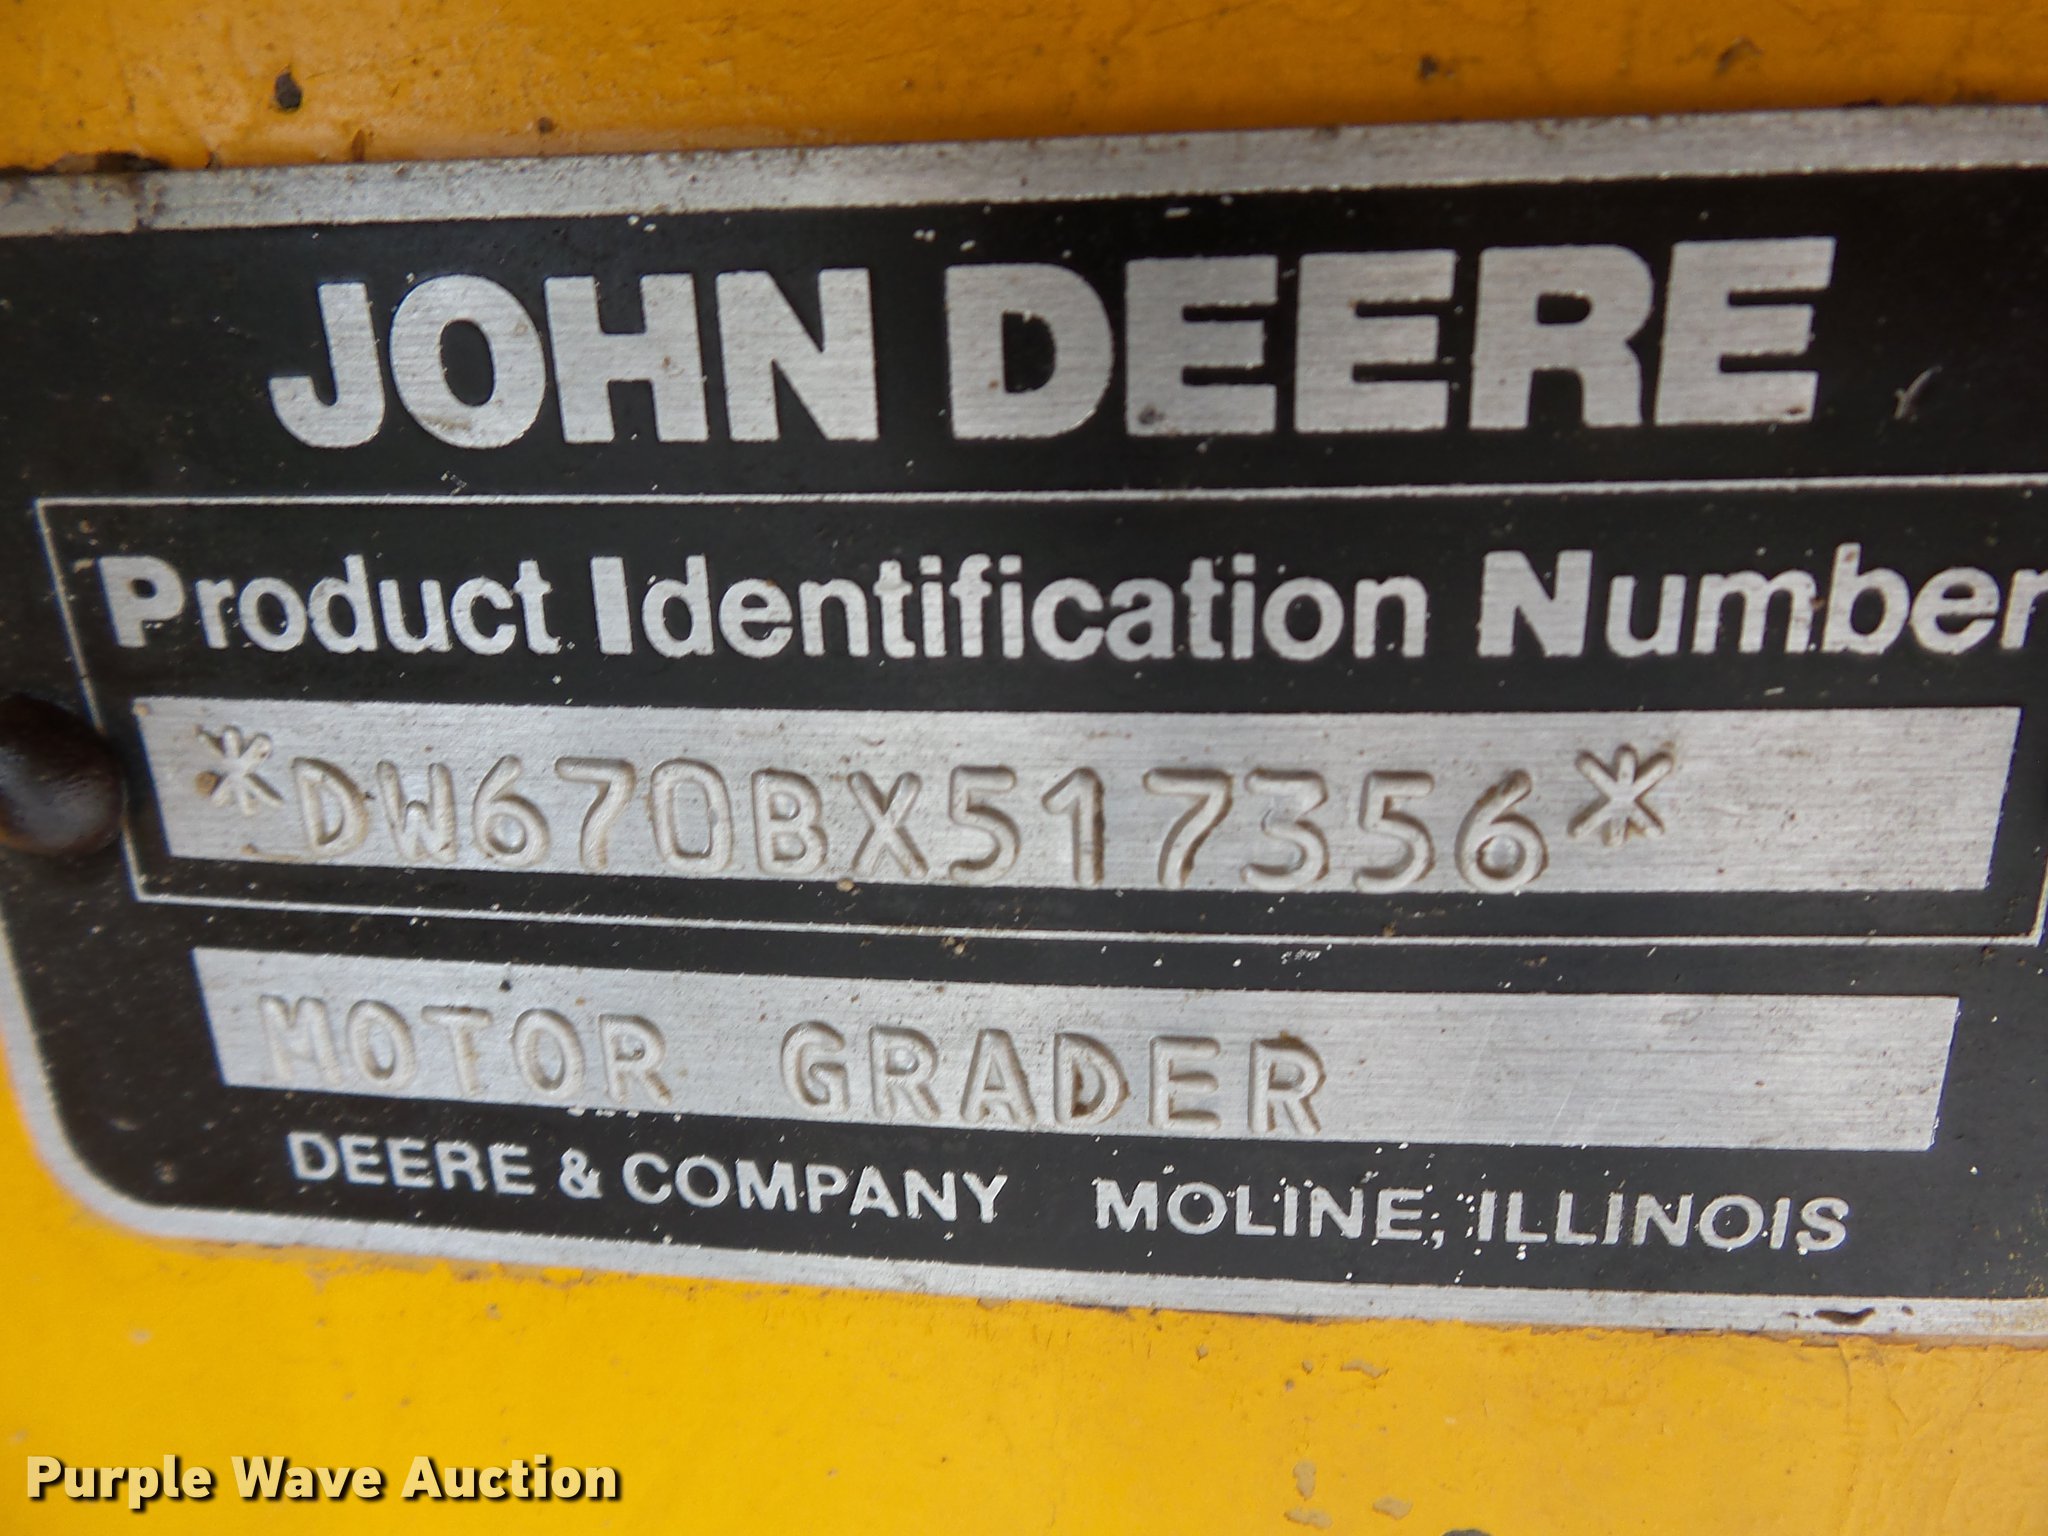 JOHN DEERE
Product Identification Number
*DW670BX517356*
MOTOR GRADER
DEERE & COMPANY MOLINE, ILLINOIS
Purple Wave Auction